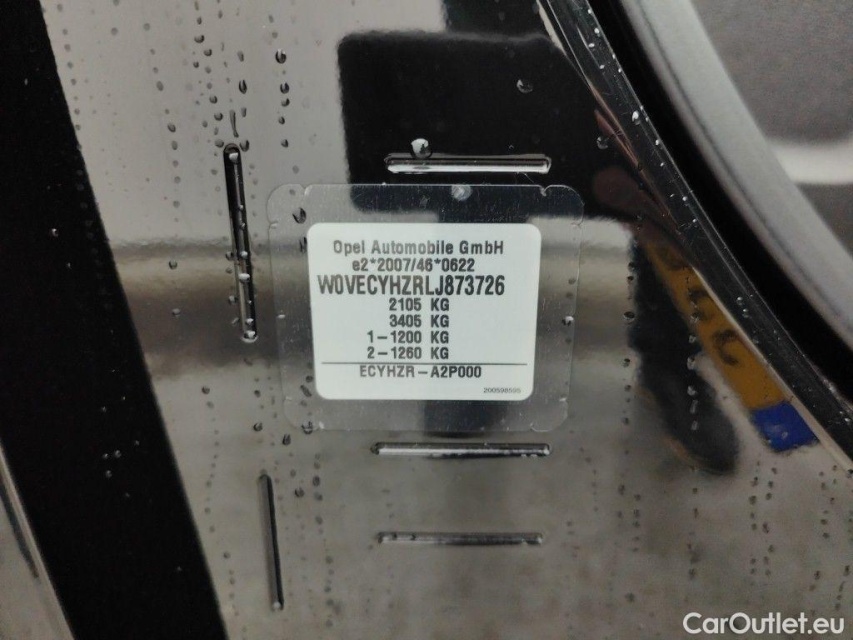 Opel Automobile GmbH
e2*2007/46*0622
W0VECYHZRLJ873726
2105 KG
3405 KG
1-1200 KG
2-1260 KG
ECYHZR-A2P000
200598595
CarOutlet.eu